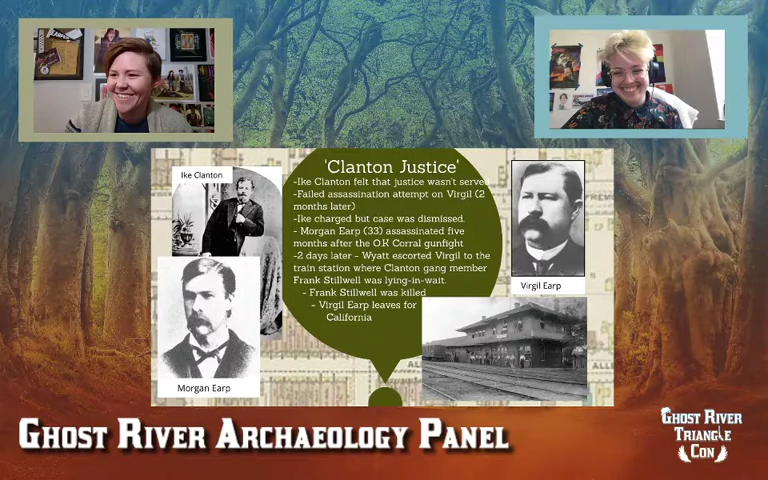 'Clanton Justice'
Ike Clanton
-Ike Clanton felt that justice wasn't served
-Failed assassination attempt on Virgil (2
months later)
-Ike charged but case was dismissed.
- Morgan Earp (33) assassinated five
months after the O.K Corral gunfight
-2 days later - Wyatt escorted Virgil to the
train station where Clanton gang member
Frank Stillwell was lying-in-wait.
- Frank Stillwell was killed
- Virgil Earp leaves for
California
Virgil Earp
Morgan Earp
GHOST RIVER ARCHAEOLOGY PANEL
GHOST RIVER
TRIANGLE
CON